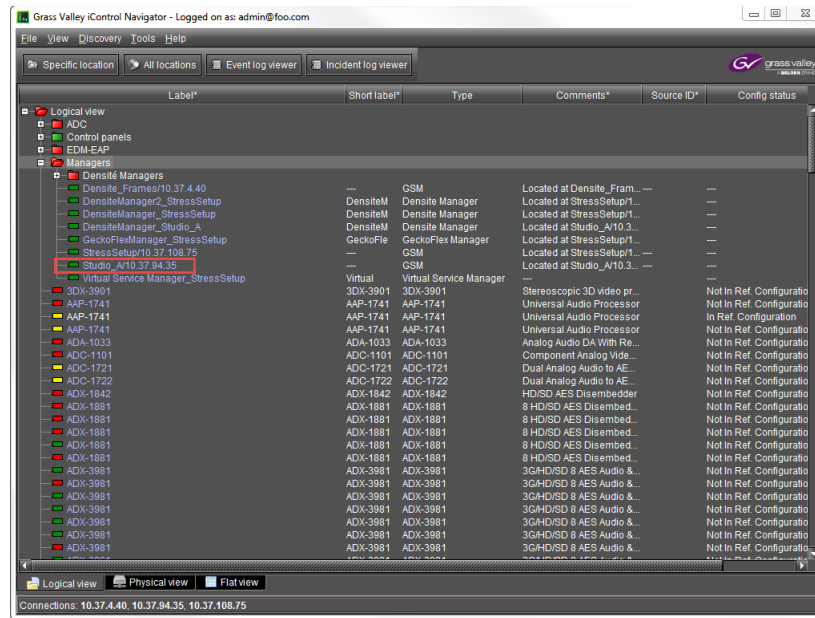 Grass Valley iControl Navigator - Logged on as: admin@foo.com
File View Discovery Tools Help
Specific location All locations Event log viewer Incident log viewer
grass valley
A BELDEN BRAND
Label* Short label* Type Comments* Source ID* Config status
Logical view
ADC
Control panels
EDM-EAP
Managers
Densité Managers
Densite_Frames/10.37.4.40 --- GSM Located at Densite_Fram... --- ---
DensiteManager2_StressSetup DensiteM Densite Manager Located at StressSetup/1... ---
DensiteManager_StressSetup DensiteM Densite Manager Located at StressSetup/1... ---
DensiteManager_Studio_A DensiteM Densite Manager Located at Studio_A/10.3... ---
GeckoFlexManager_StressSetup GeckoFle GeckoFlex Manager Located at StressSetup/1... ---
StressSetup/10.37.108.75 --- GSM Located at StressSetup/1... --- ---
Studio_A/10.37.94.35 --- GSM Located at Studio_A/10.3... --- ---
Virtual Service Manager_StressSetup Virtual Virtual Service Manager --- ---
3DX-3901 3DX-3901 3DX-3901 Stereoscopic 3D video pr... Not In Ref. Configuratio
AAP-1741 AAP-1741 AAP-1741 Universal Audio Processor Not In Ref. Configuratio
AAP-1741 AAP-1741 AAP-1741 Universal Audio Processor In Ref. Configuration
AAP-1741 AAP-1741 AAP-1741 Universal Audio Processor Not In Ref. Configuratio
ADA-1033 ADA-1033 ADA-1033 Analog Audio DA With Re... Not In Ref. Configuratio
ADC-1101 ADC-1101 ADC-1101 Component Analog Vide... Not In Ref. Configuratio
ADC-1721 ADC-1721 ADC-1721 Dual Analog Audio to AE... Not In Ref. Configuratio
ADC-1722 ADC-1722 ADC-1722 Dual Analog Audio to AE... Not In Ref. Configuratio
ADX-1842 ADX-1842 ADX-1842 HD/SD AES Disembedder Not In Ref. Configuratio
ADX-1881 ADX-1881 ADX-1881 8 HD/SD AES Disembed... Not In Ref. Configuratio
ADX-1881 ADX-1881 ADX-1881 8 HD/SD AES Disembed... Not In Ref. Configuratio
ADX-1881 ADX-1881 ADX-1881 8 HD/SD AES Disembed... Not In Ref. Configuratio
ADX-1881 ADX-1881 ADX-1881 8 HD/SD AES Disembed... Not In Ref. Configuratio
ADX-1881 ADX-1881 ADX-1881 8 HD/SD AES Disembed... Not In Ref. Configuratio
ADX-3981 ADX-3981 ADX-3981 3G/HD/SD 8 AES Audio &... Not In Ref. Configuratio
ADX-3981 ADX-3981 ADX-3981 3G/HD/SD 8 AES Audio &... Not In Ref. Configuratio
ADX-3981 ADX-3981 ADX-3981 3G/HD/SD 8 AES Audio &... Not In Ref. Configuratio
ADX-3981 ADX-3981 ADX-3981 3G/HD/SD 8 AES Audio &... Not In Ref. Configuratio
ADX-3981 ADX-3981 ADX-3981 3G/HD/SD 8 AES Audio &... Not In Ref. Configuratio
ADX-3981 ADX-3981 ADX-3981 3G/HD/SD 8 AES Audio &... Not In Ref. Configuratio
ADX-3981 ADX-3981 ADX-3981 3G/HD/SD 8 AES Audio &... Not In Ref. Configuratio
Logical view Physical view Flat view
Connections: 10.37.4.40, 10.37.94.35, 10.37.108.75